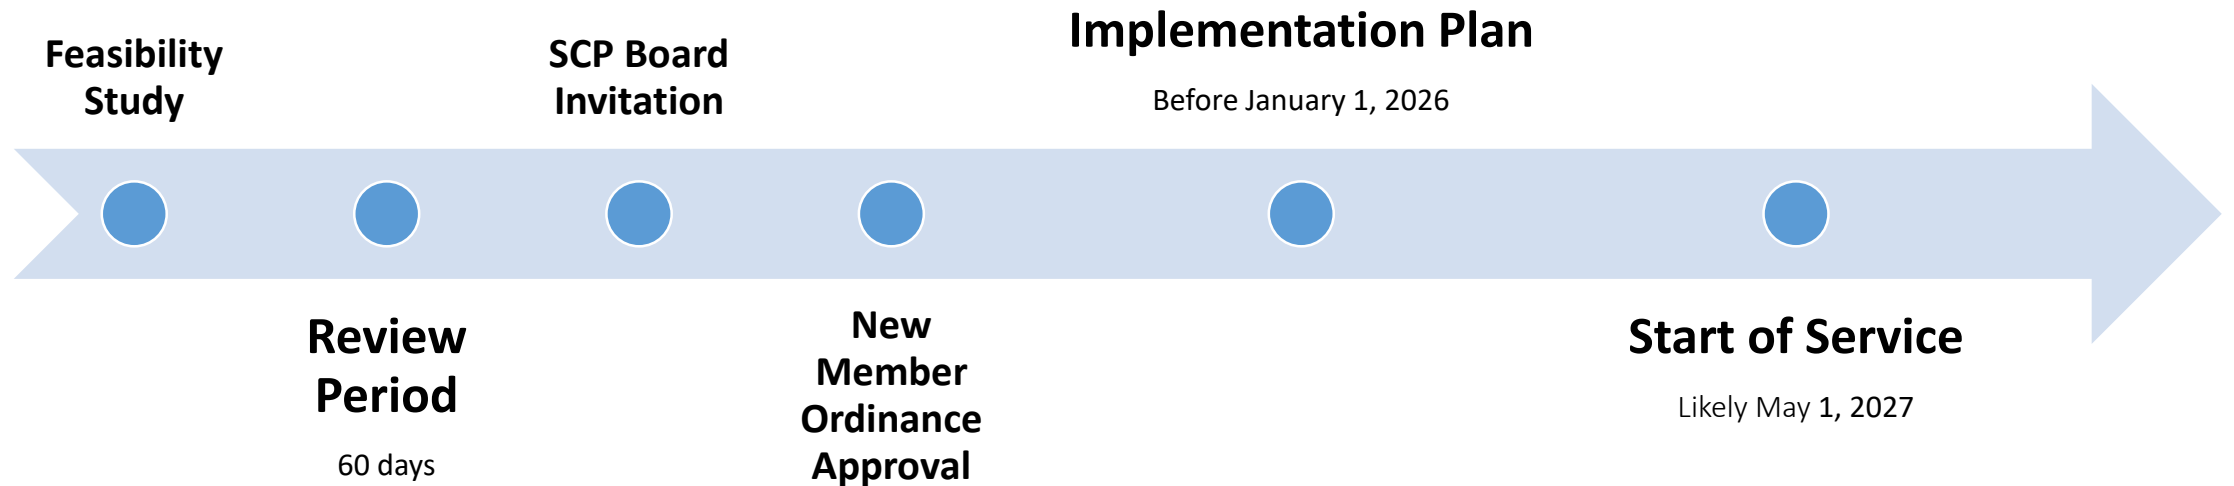 Feasibility
Study
Review
Period
60 days
SCP Board
Invitation
New
Member
Ordinance
Approval
Implementation Plan
Before January 1, 2026
Start of Service
Likely May 1, 2027